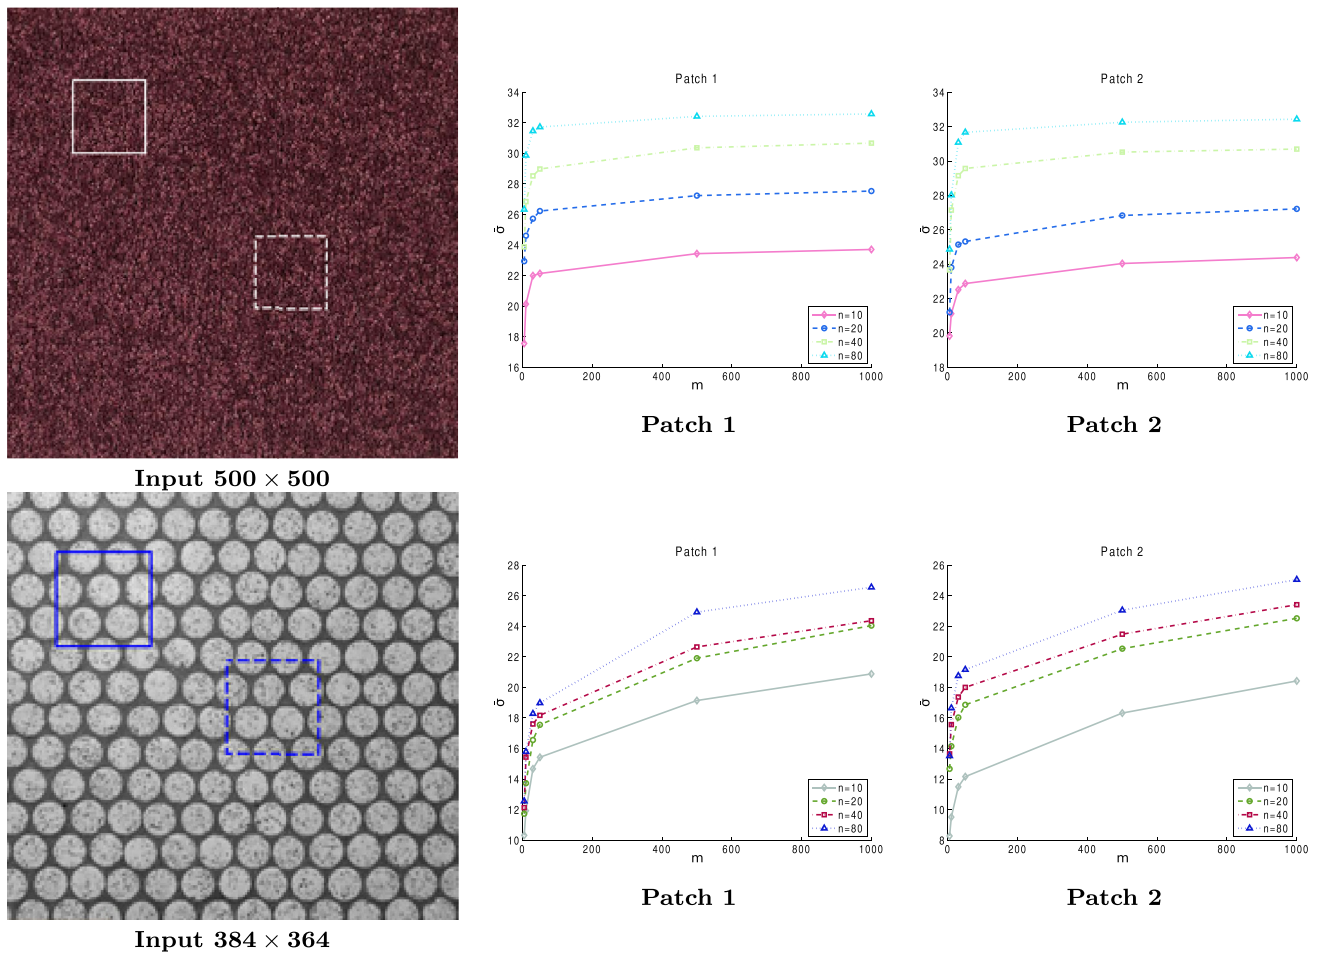 Patch 1
34
32
30
28
26
24
22
20
18
16
σ̄
0 200 400 600 800 1000
m
n=10
n=20
n=40
n=80
Patch 1
Patch 2
34
32
30
28
26
24
22
20
18
σ̄
0 200 400 600 800 1000
m
n=10
n=20
n=40
n=80
Patch 2
Input 500 × 500
Patch 1
28
26
24
22
20
18
16
14
12
10
σ̄
0 200 400 600 800 1000
m
n=10
n=20
n=40
n=80
Patch 1
Patch 2
26
24
22
20
18
16
14
12
10
8
σ̄
0 200 400 600 800 1000
m
n=10
n=20
n=40
n=80
Patch 2
Input 384 × 364